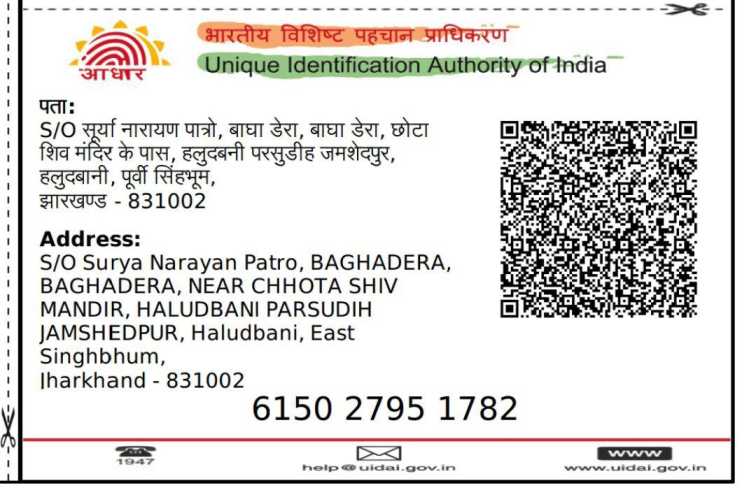 भारतीय विशिष्ट पहचान प्राधिकरण
Unique Identification Authority of India
आधार
पता:
S/O सूर्या नारायण पात्रो, बाघा डेरा, बाघा डेरा, छोटा
शिव मंदिर के पास, हलुदबनी परसुडीह जमशेदपुर,
हलुदबानी, पूर्वी सिंहभूम,
झारखण्ड - 831002
Address:
S/O Surya Narayan Patro, BAGHADERA,
BAGHADERA, NEAR CHHOTA SHIV
MANDIR, HALUDBANI PARSUDIH
JAMSHEDPUR, Haludbani, East
Singhbhum,
Jharkhand - 831002
6150 2795 1782
1947
help@uidai.gov.in
www
www.uidai.gov.in